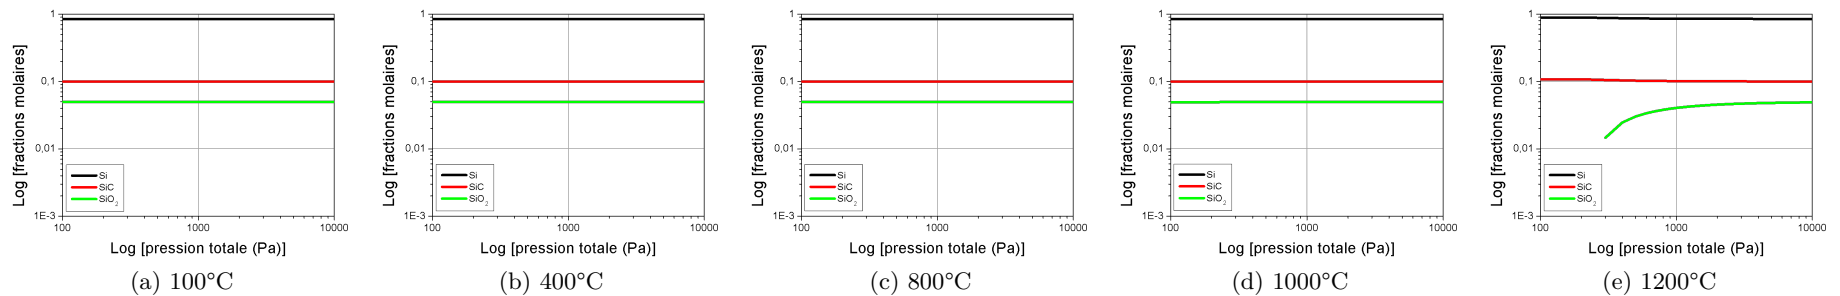 Log [fractions molaires]
1
0,1
0,01
1E-3
Si
SiC
SiO2
100
1000
10000
Log [pression totale (Pa)]
(a) 100°C
Log [fractions molaires]
1
0,1
0,01
1E-3
Si
SiC
SiO2
100
1000
10000
Log [pression totale (Pa)]
(b) 400°C
Log [fractions molaires]
1
0,1
0,01
1E-3
Si
SiC
SiO2
100
1000
10000
Log [pression totale (Pa)]
(c) 800°C
Log [fractions molaires]
1
0,1
0,01
1E-3
Si
SiC
SiO2
100
1000
10000
Log [pression totale (Pa)]
(d) 1000°C
Log [fractions molaires]
1
0,1
0,01
1E-3
Si
SiC
SiO2
100
1000
10000
Log [pression totale (Pa)]
(e) 1200°C